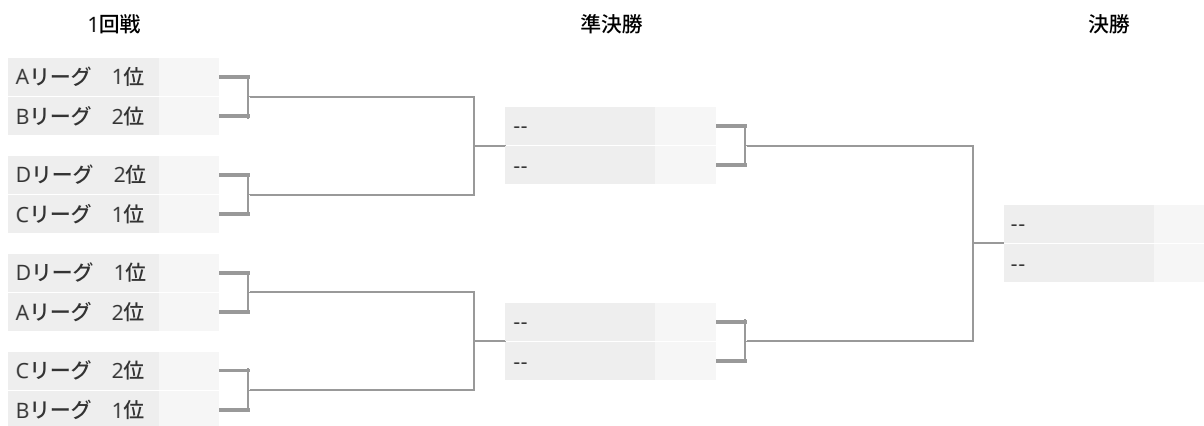 1回戦
準決勝
決勝
Aリーグ　1位
Bリーグ　2位
Dリーグ　2位
Cリーグ　1位
Dリーグ　1位
Aリーグ　2位
Cリーグ　2位
Bリーグ　1位
--
--
--
--
--
--